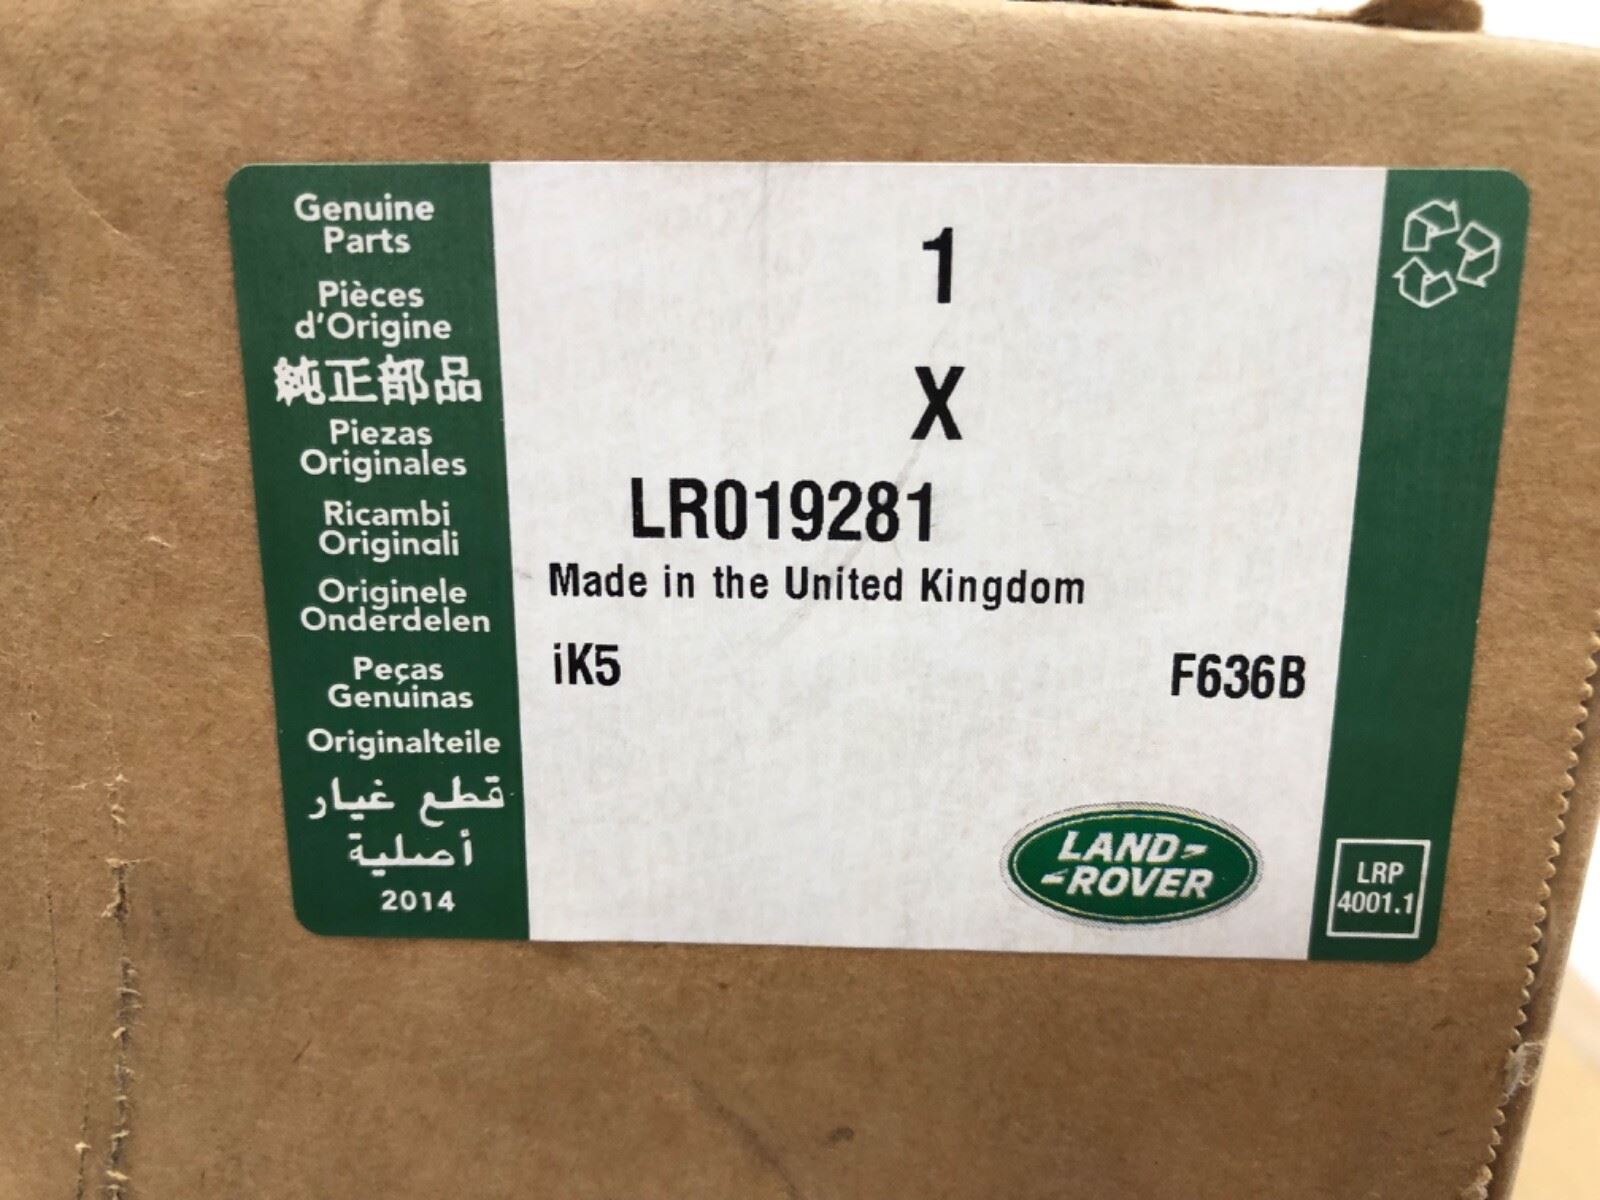 Genuine
Parts
Pièces
d'Origine
純正部品
Piezas
Originales
Ricambi
Originali
Originele
Onderdelen
Peças
Genuinas
Originalteile
قطع غيار
أصلية
2014
1
X
LR019281
Made in the United Kingdom
iK5
F636B
LAND-
-ROVER
LRP
4001.1